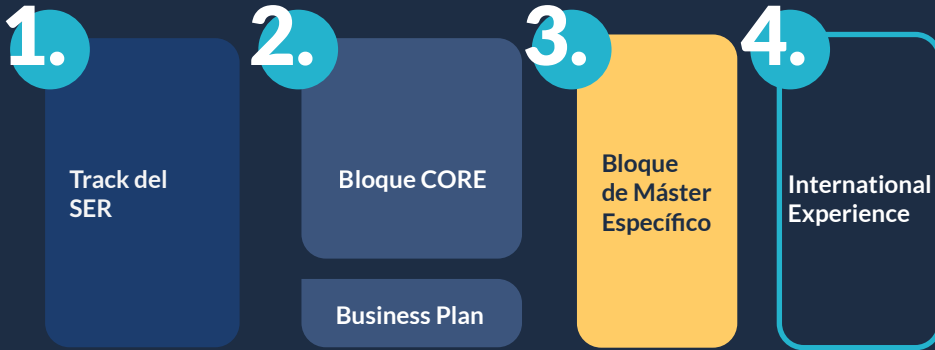 1.
Track del
SER
2.
Bloque CORE
Business Plan
3.
Bloque
de Máster
Específico
4.
International
Experience